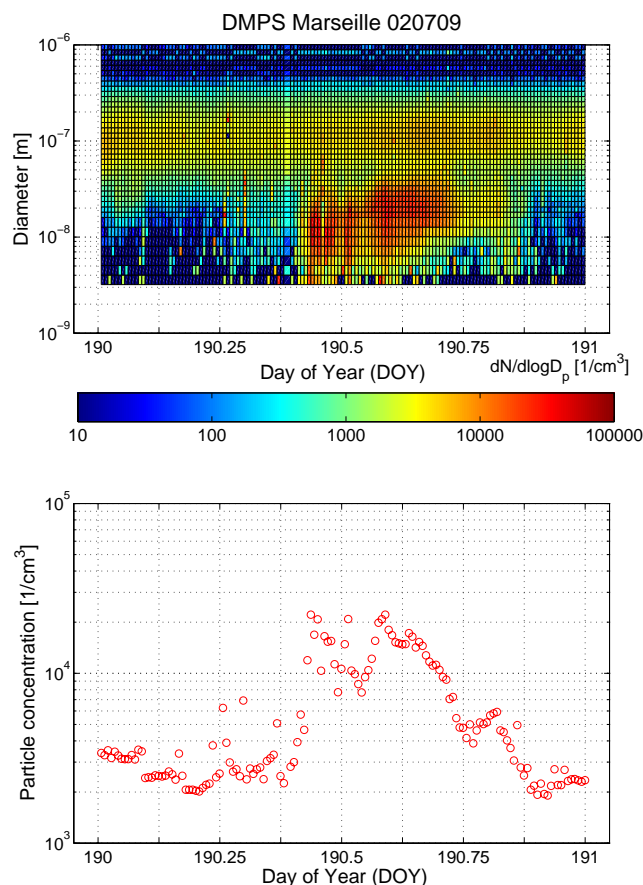 DMPS Marseille 020709
10^-6
10^-7
10^-8
10^-9
Diameter [m]
190 190.25 190.5 190.75 191
Day of Year (DOY)
dN/dlogD_p [1/cm^3]
10 100 1000 10000 100000
10^5
10^4
10^3
Particle concentration [1/cm^3]
190 190.25 190.5 190.75 191
Day of Year (DOY)